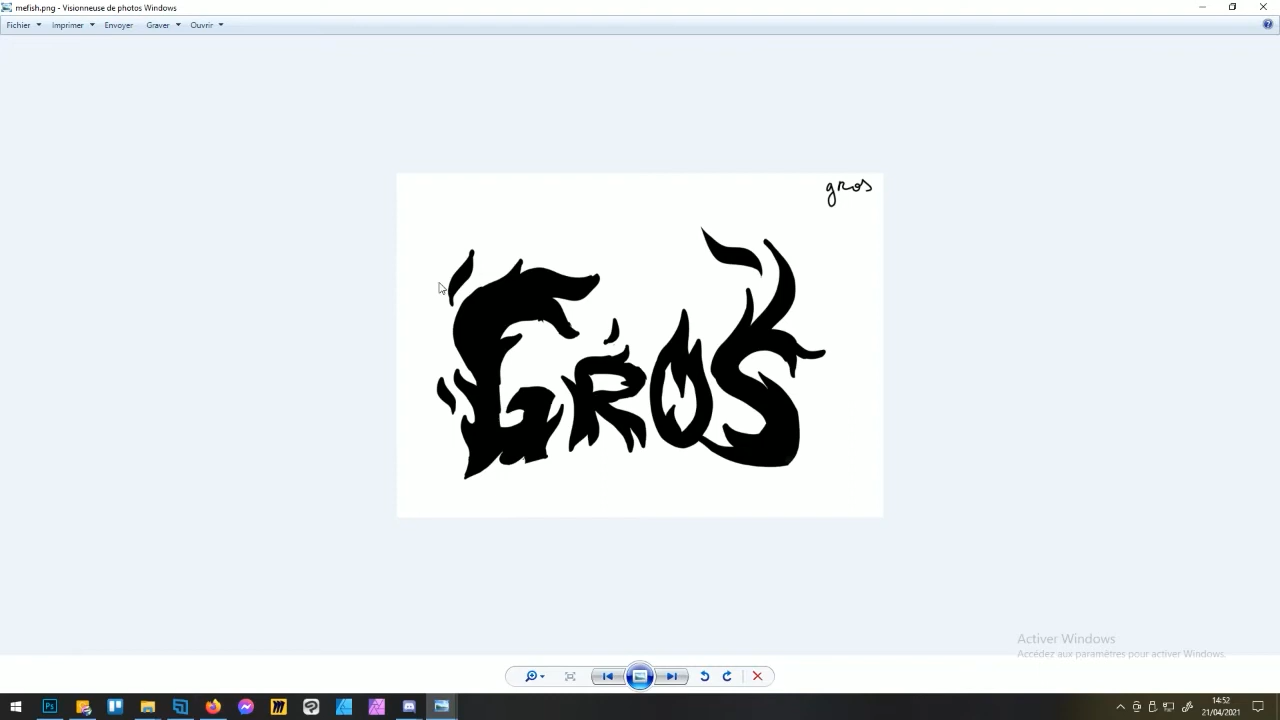 mefish.png - Visionneuse de photos Windows
Fichier Imprimer Envoyer Graver Ouvrir
gros
GROS
Activer Windows
Accédez aux paramètres pour activer Windows.
Ps
14:52
21/04/2021